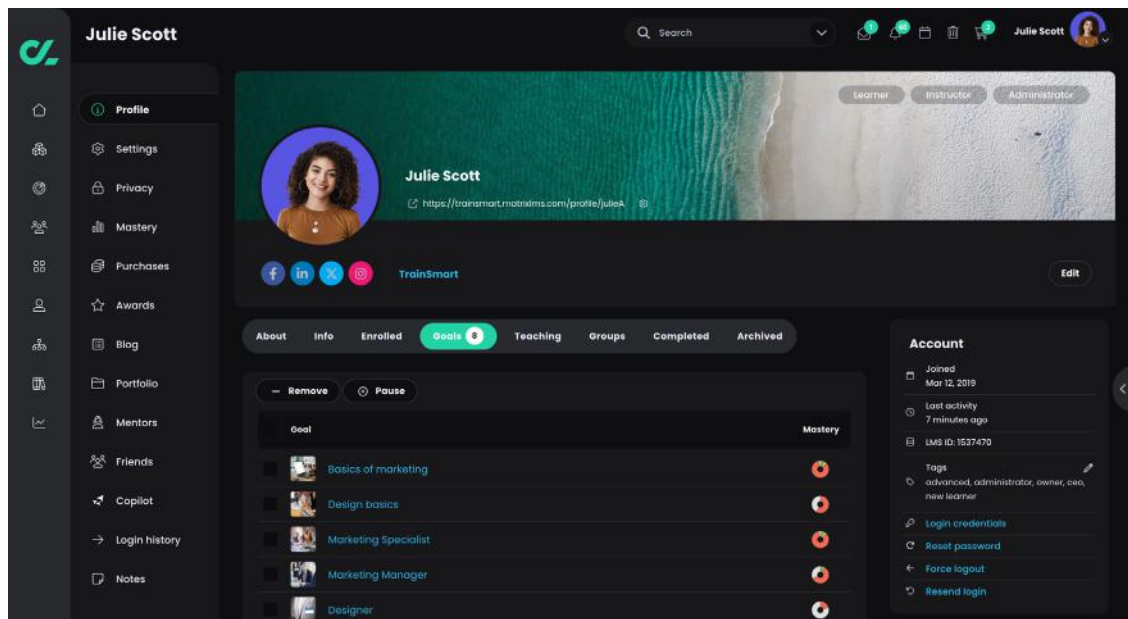 Julie Scott
Search
1
2
Julie Scott
Profile
Settings
Privacy
Mastery
Purchases
Awards
Blog
Portfolio
Mentors
Friends
Copilot
Login history
Notes
Learner
Instructor
Administrator
Julie Scott
https://trainsmart.matrixlms.com/profile/julieA
TrainSmart
Edit
About
Info
Enrolled
Goals 8
Teaching
Groups
Completed
Archived
Remove
Pause
Goal
Mastery
Basics of marketing
Design basics
Marketing Specialist
Marketing Manager
Designer
Account
Joined
Mar 12, 2019
Last activity
7 minutes ago
LMS ID: 1537470
Tags
advanced, administrator, owner, ceo,
new learner
Login credentials
Reset password
Force logout
Resend login